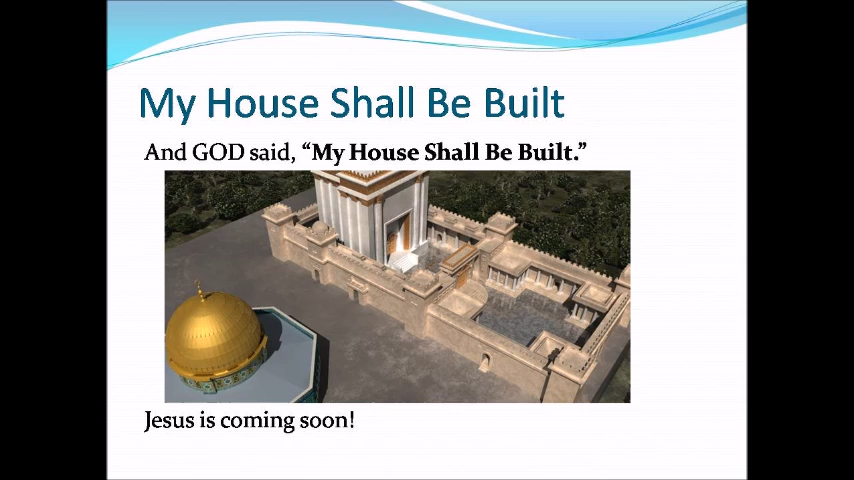 My House Shall Be Built
And GOD said, “My House Shall Be Built.”
Jesus is coming soon!